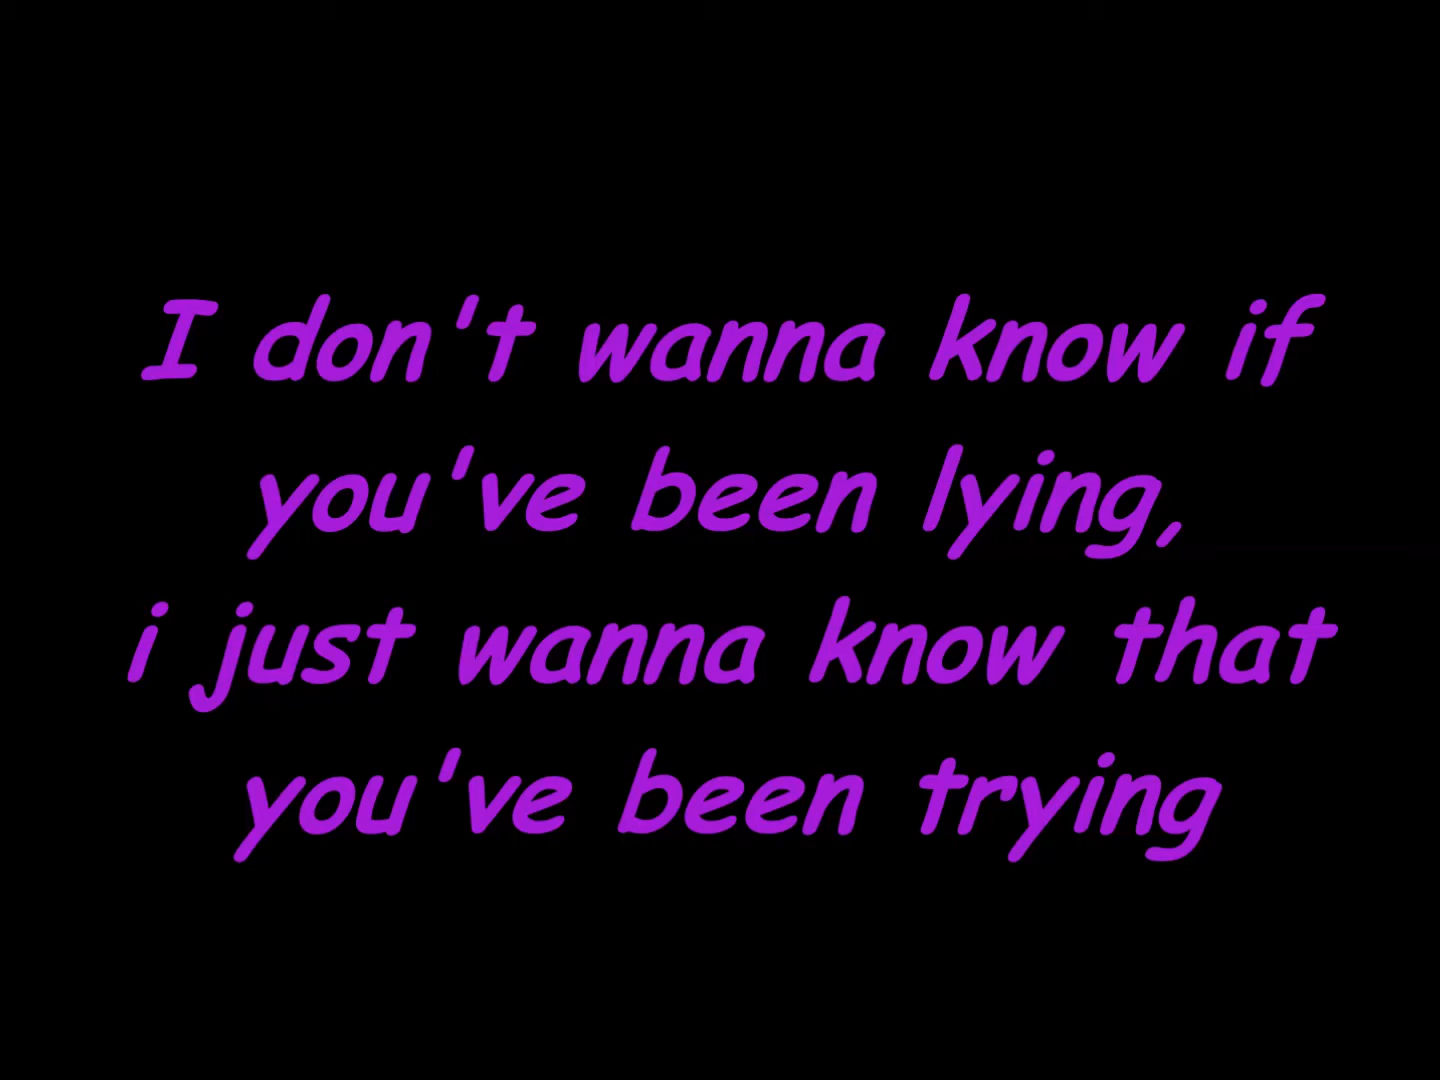 I don't wanna know if
you've been lying,
i just wanna know that
you've been trying